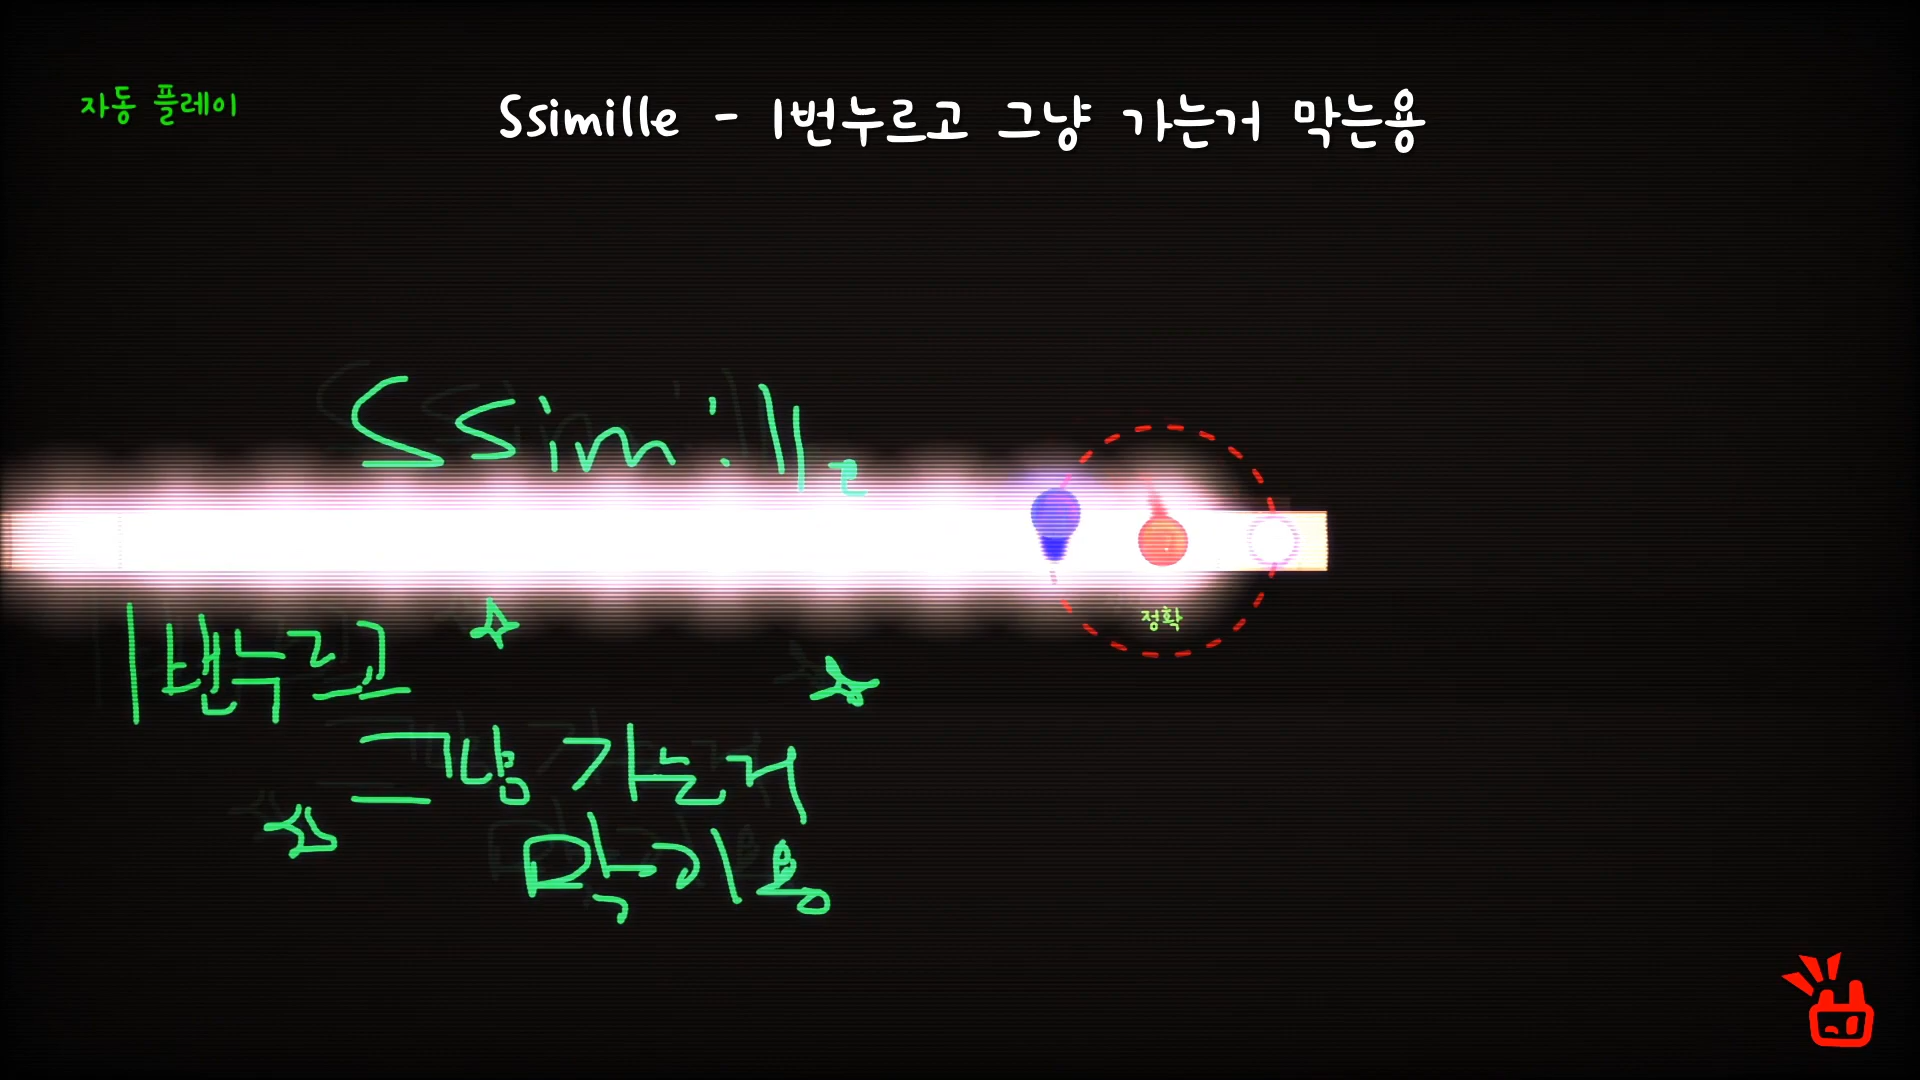 자동 플레이
Ssimille - 1번누르고 그냥 가는거 막는용
Ssimille
1번누르고
그냥 가는거
막기용
정확